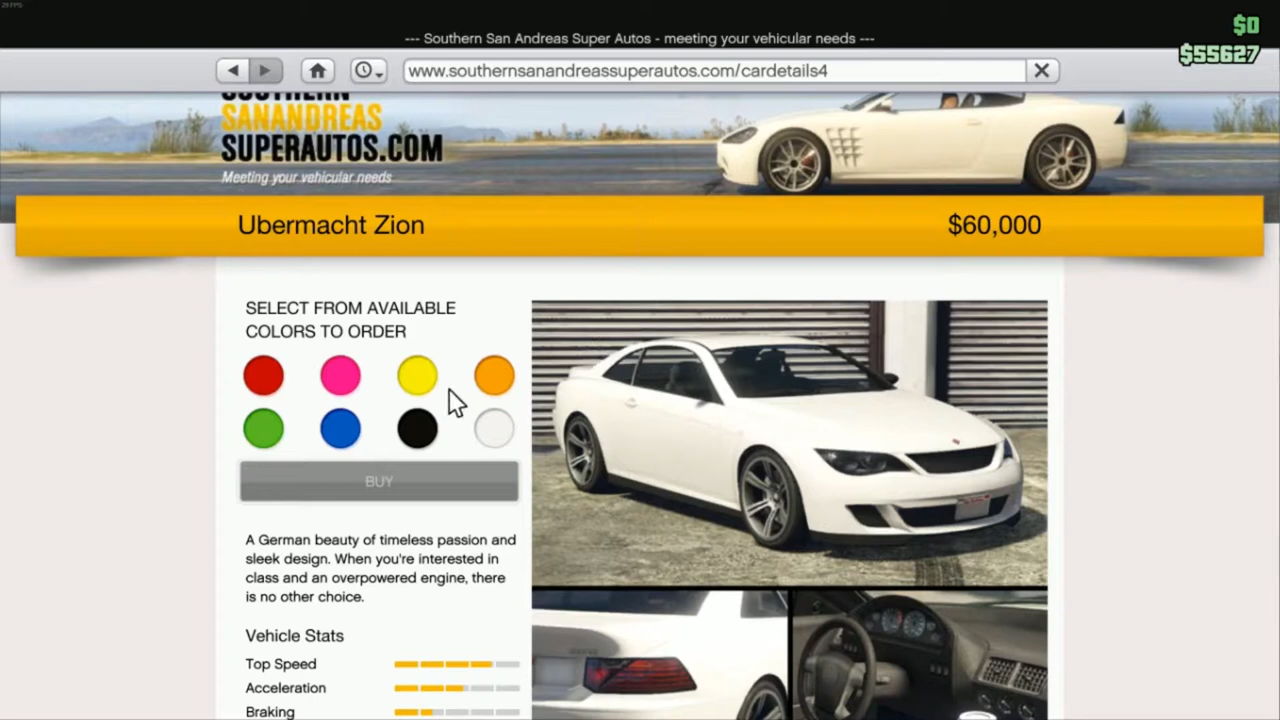 29 FPS
--- Southern San Andreas Super Autos - meeting your vehicular needs ---
$0
$55627
www.southernsanandreassuperautos.com/cardetails4
SOUTHERN
SANANDREAS
SUPERAUTOS.COM
Meeting your vehicular needs
Ubermacht Zion
$60,000
SELECT FROM AVAILABLE
COLORS TO ORDER
BUY
A German beauty of timeless passion and
sleek design. When you're interested in
class and an overpowered engine, there
is no other choice.
Vehicle Stats
Top Speed
Acceleration
Braking